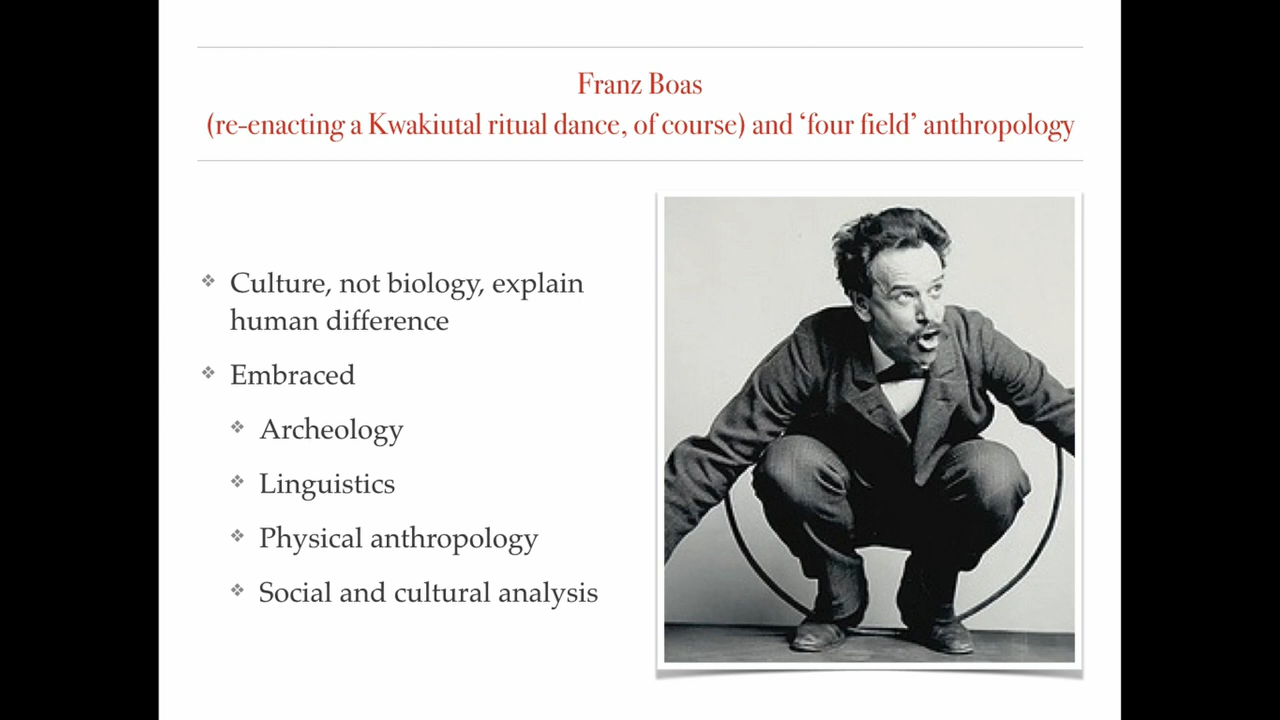 Franz Boas
(re-enacting a Kwakiutal ritual dance, of course) and ‘four field’ anthropology
Culture, not biology, explain
human difference
Embraced
Archeology
Linguistics
Physical anthropology
Social and cultural analysis